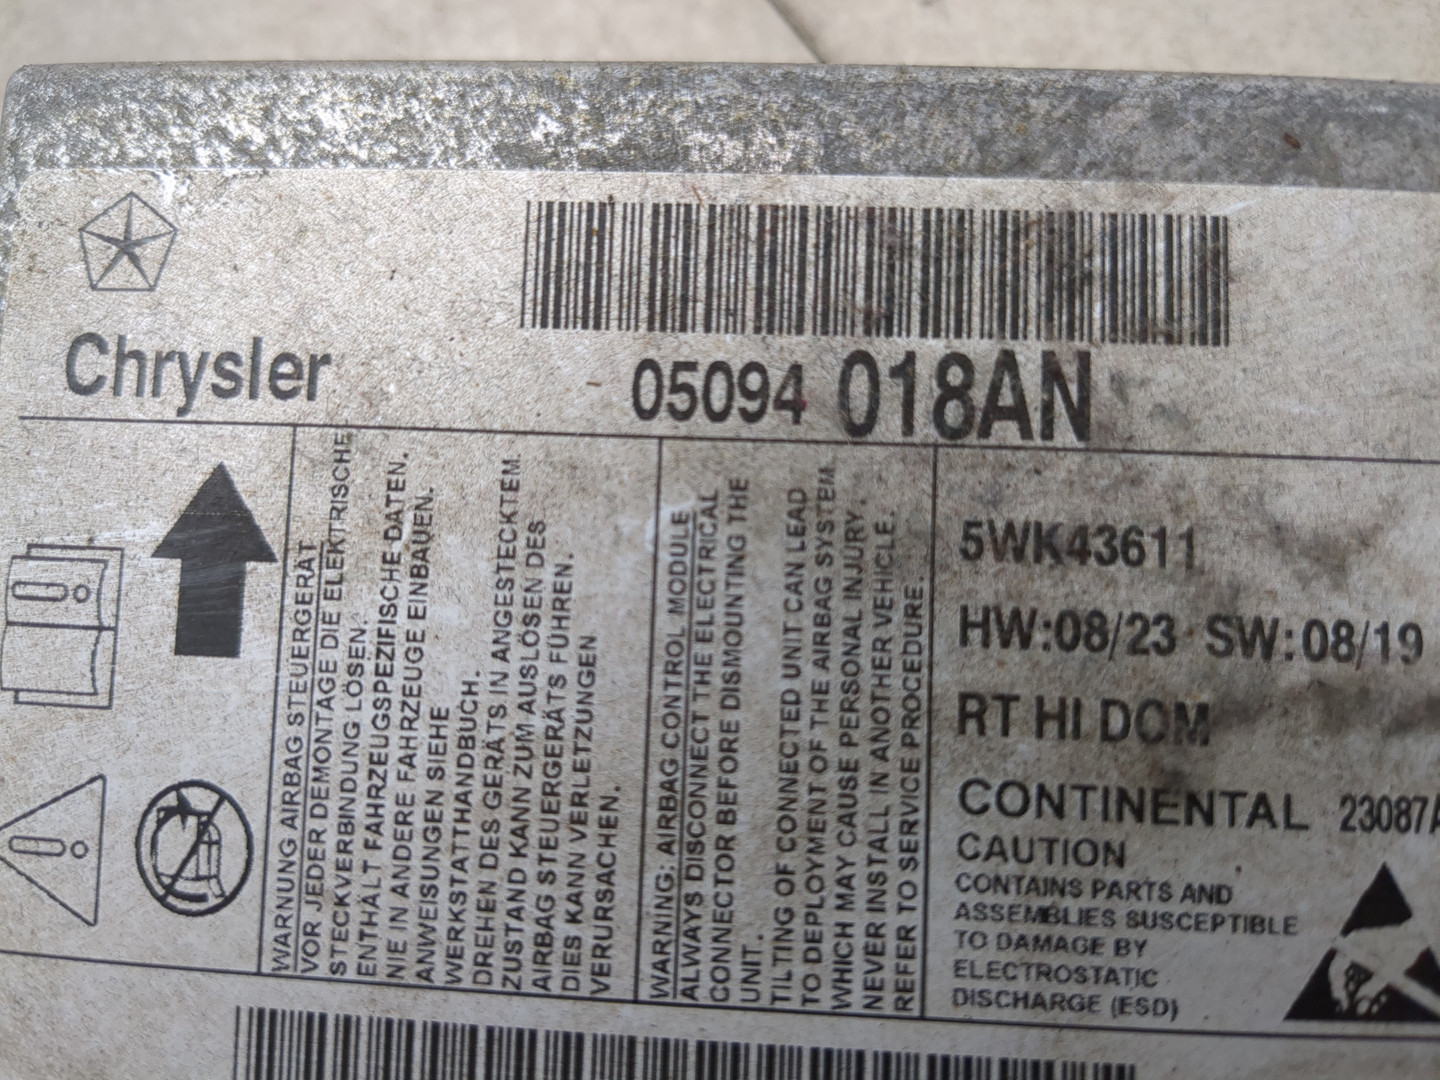 Chrysler
05094 018AN
WARNUNG AIRBAG STEUERGERÄT
VOR JEDER DEMONTAGE DIE ELEKTRISCHE
STECKVERBINDUNG LÖSEN.
ENTHÄLT FAHRZEUGSPEZIFISCHE DATEN.
NIE IN ANDERE FAHRZEUGE EINBAUEN.
ANWEISUNGEN SIEHE
WERKSTATTHANDBUCH.
DREHEN DES GERÄTS IN ANGESTECKTEM
ZUSTAND KANN ZUM AUSLÖSEN DES
AIRBAG STEUERGERÄTS FÜHREN.
DIES KANN VERLETZUNGEN
VERURSACHEN.
WARNING: AIRBAG CONTROL MODULE
ALWAYS DISCONNECT THE ELECTRICAL
CONNECTOR BEFORE DISMOUNTING THE
UNIT.
TILTING OF CONNECTED UNIT CAN LEAD
TO DEPLOYMENT OF THE AIRBAG SYSTEM
WHICH MAY CAUSE PERSONAL INJURY.
NEVER INSTALL IN ANOTHER VEHICLE.
REFER TO SERVICE PROCEDURE.
5WK43611
HW:08/23 SW:08/19
RT HI DOM
CONTINENTAL 23087A
CAUTION
CONTAINS PARTS AND
ASSEMBLIES SUSCEPTIBLE
TO DAMAGE BY
ELECTROSTATIC
DISCHARGE (ESD)